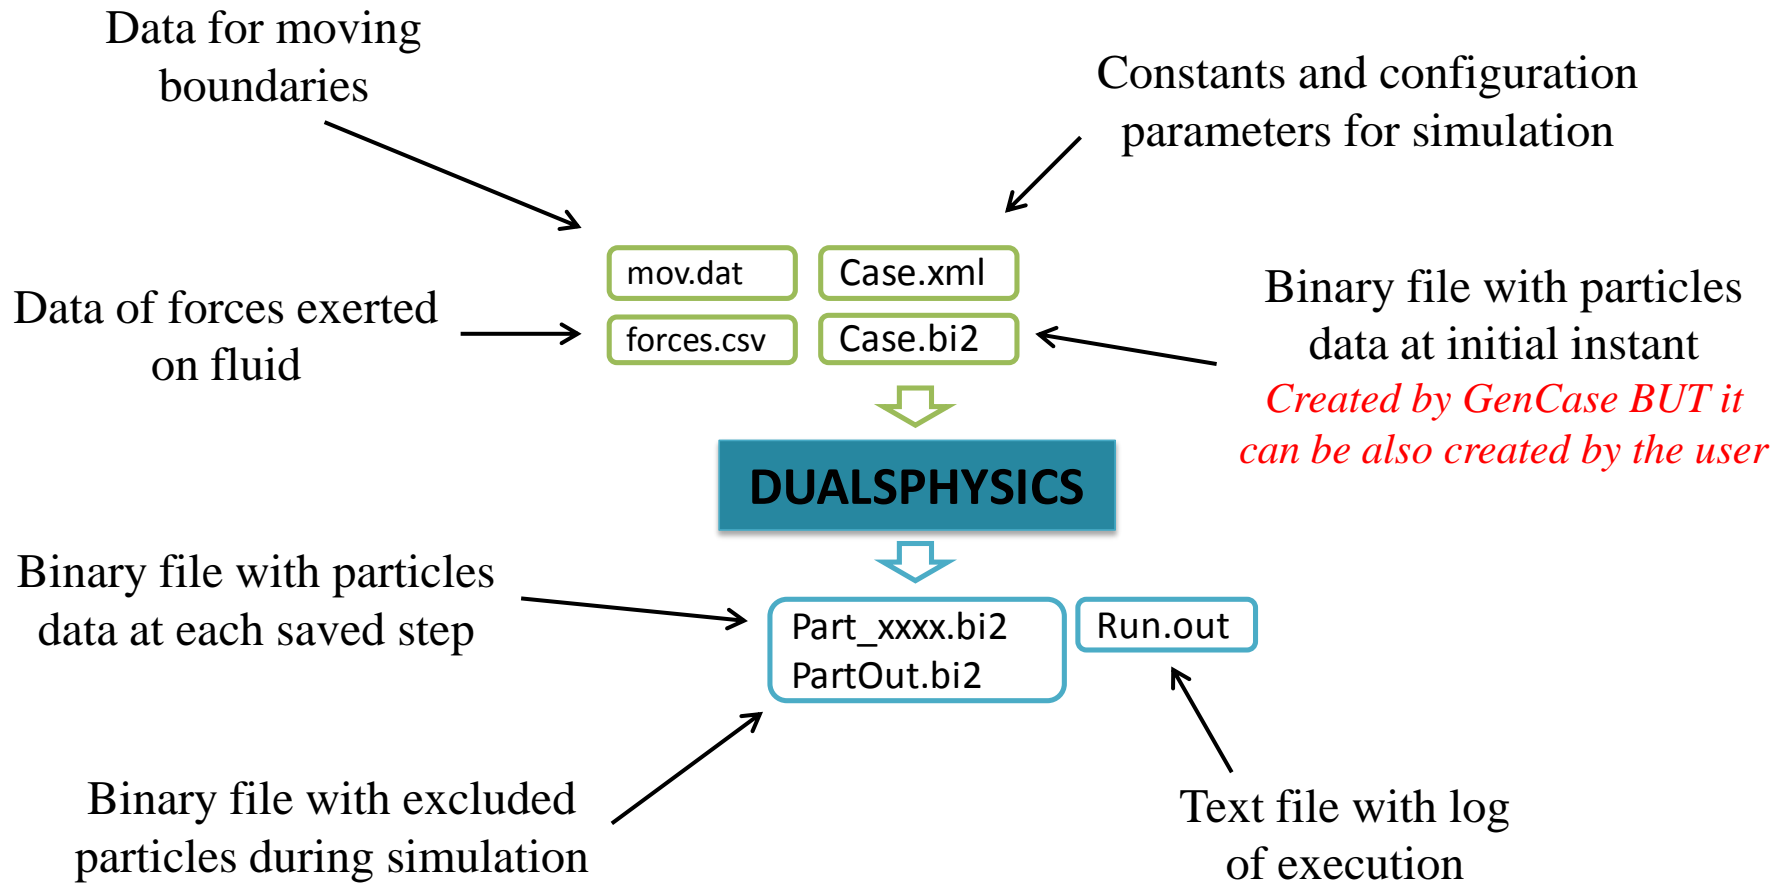 Data for moving
boundaries
Constants and configuration
parameters for simulation
mov.dat
Case.xml
Data of forces exerted
on fluid
forces.csv
Case.bi2
Binary file with particles
data at initial instant
Created by GenCase BUT it
can be also created by the user
DUALSPHYSICS
Binary file with particles
data at each saved step
Part_xxxx.bi2
PartOut.bi2
Run.out
Binary file with excluded
particles during simulation
Text file with log
of execution